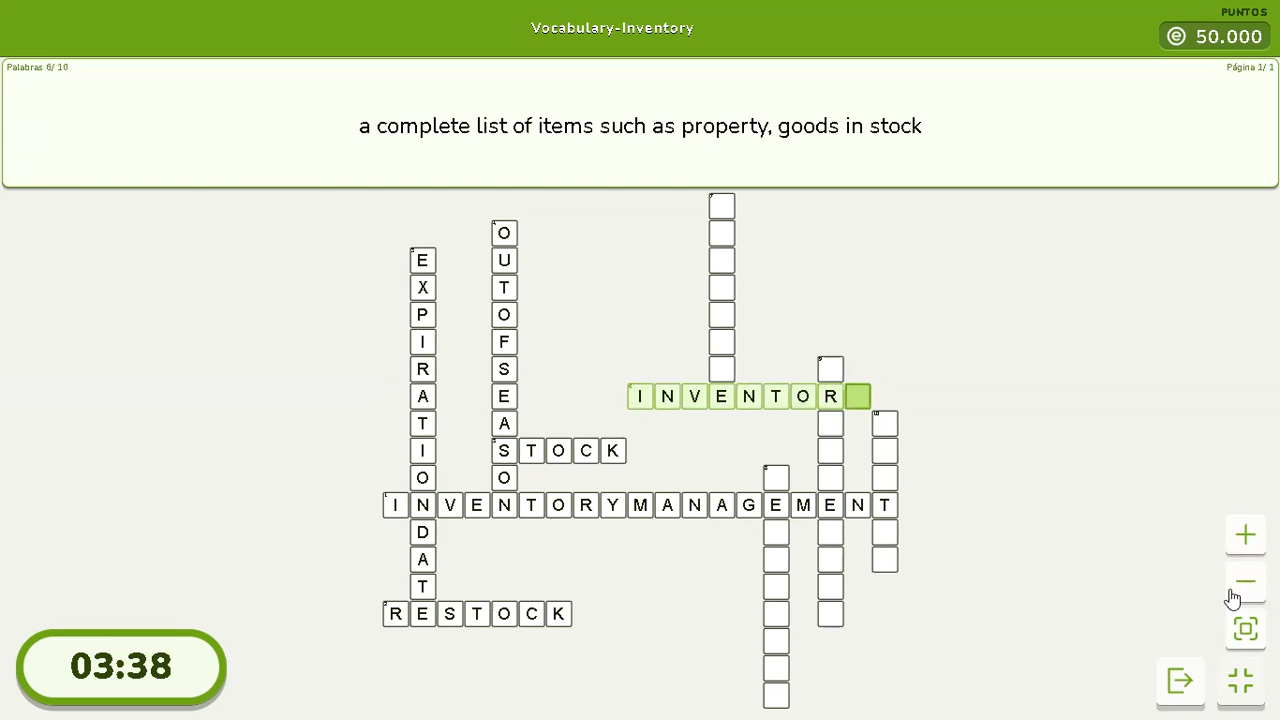 Vocabulary-Inventory
PUNTOS
50.000
Palabras 6/ 10
Página 1/ 1
a complete list of items such as property, goods in stock
EXPIRATIONDATE
OUTOFSEASON
INVENTOR
STOCK
INVENTORYMANAGEMENT
RESTOCK
03:38